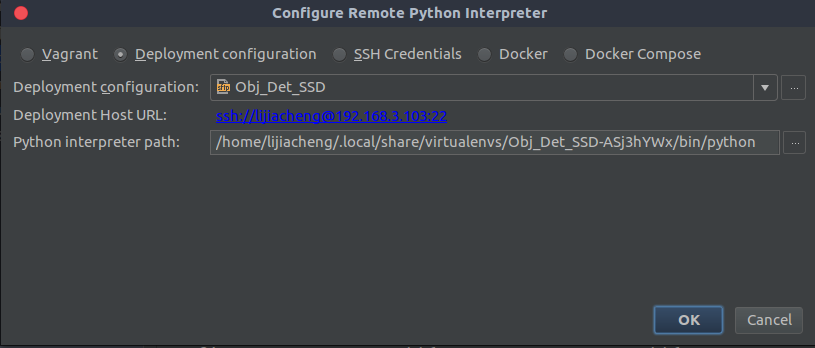 Configure Remote Python Interpreter
Vagrant Deployment configuration SSH Credentials Docker Docker Compose
Deployment configuration: Obj_Det_SSD ...
Deployment Host URL: ssh://lijiacheng@192.168.3.103:22
Python interpreter path: /home/lijiacheng/.local/share/virtualenvs/Obj_Det_SSD-ASj3hYWx/bin/python ...
OK Cancel